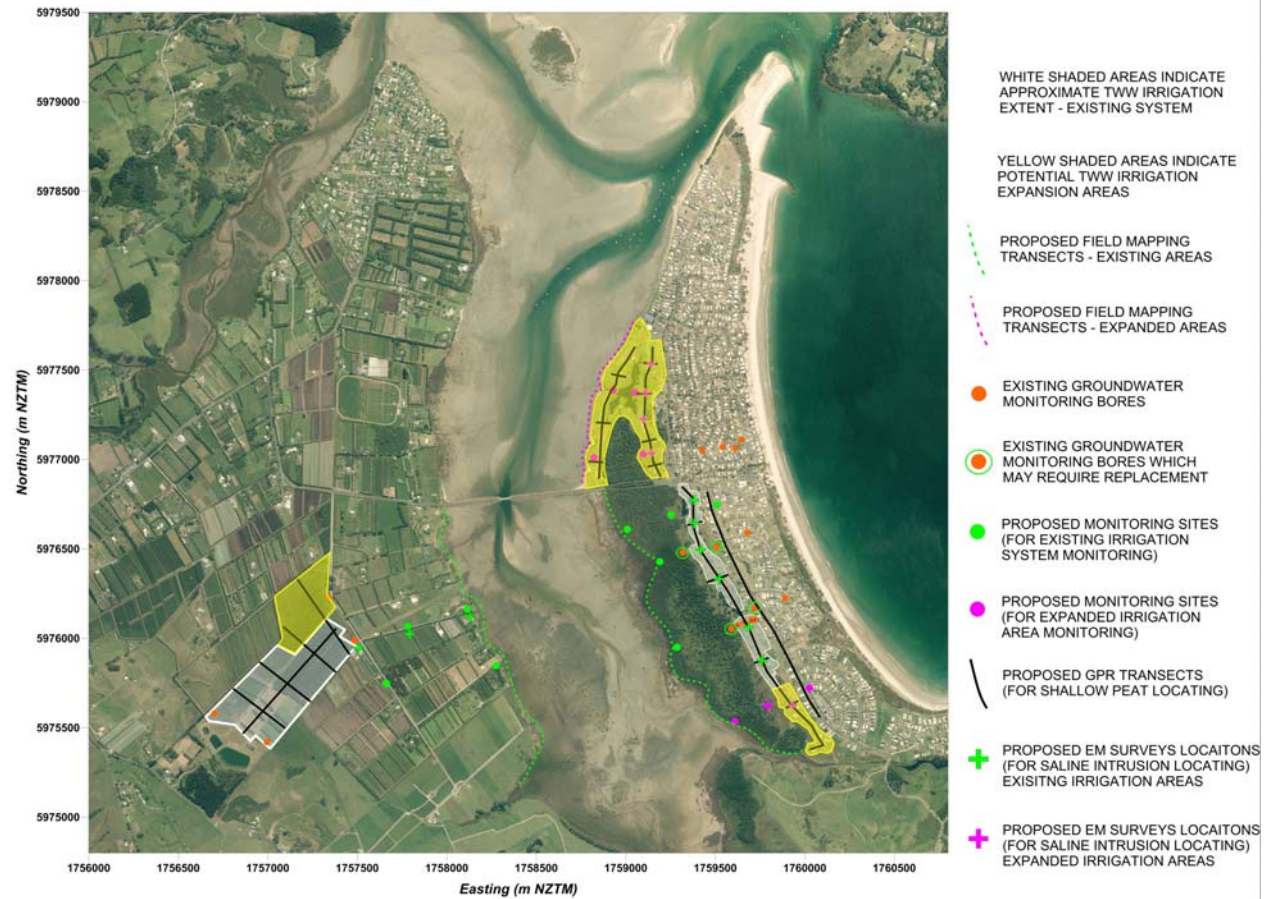 5979500
5979000
5978500
5978000
5977500
5977000
5976500
5976000
5975500
5975000
Northing (m NZTM)
1756000
1756500
1757000
1757500
1758000
1758500
1759000
1759500
1760000
1760500
Easting (m NZTM)
WHITE SHADED AREAS INDICATE
APPROXIMATE TWW IRRIGATION
EXTENT - EXISTING SYSTEM
YELLOW SHADED AREAS INDICATE
POTENTIAL TWW IRRIGATION
EXPANSION AREAS
PROPOSED FIELD MAPPING
TRANSECTS - EXISTING AREAS
PROPOSED FIELD MAPPING
TRANSECTS - EXPANDED AREAS
EXISTING GROUNDWATER
MONITORING BORES
EXISTING GROUNDWATER
MONITORING BORES WHICH
MAY REQUIRE REPLACEMENT
PROPOSED MONITORING SITES
(FOR EXISTING IRRIGATION
SYSTEM MONITORING)
PROPOSED MONITORING SITES
(FOR EXPANDED IRRIGATION
AREA MONITORING)
PROPOSED GPR TRANSECTS
(FOR SHALLOW PEAT LOCATING)
PROPOSED EM SURVEYS LOCAITONS
(FOR SALINE INTRUSION LOCATING)
EXISITNG IRRIGATION AREAS
PROPOSED EM SURVEYS LOCAITONS
(FOR SALINE INTRUSION LOCATING)
EXPANDED IRRIGATION AREAS